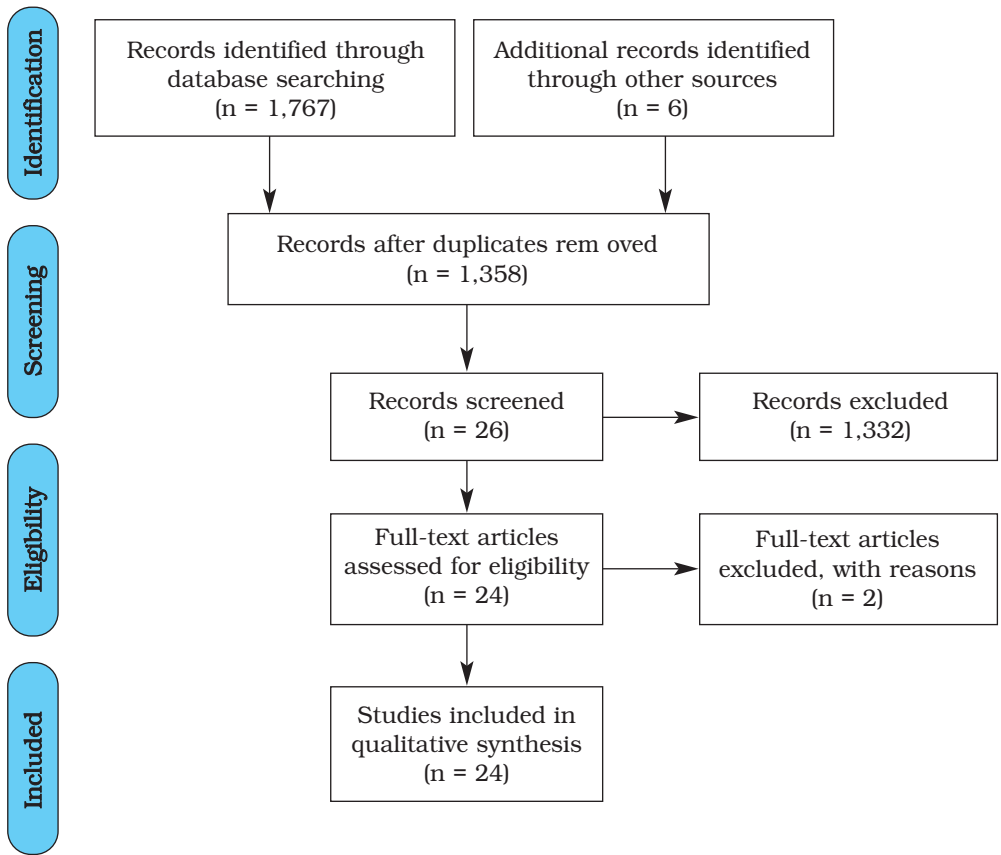 Identification
Records identified through
database searching
(n = 1,767)
Additional records identified
through other sources
(n = 6)
Screening
Records after duplicates rem oved
(n = 1,358)
Records screened
(n = 26)
Records excluded
(n = 1,332)
Eligibility
Full-text articles
assessed for eligibility
(n = 24)
Full-text articles
excluded, with reasons
(n = 2)
Included
Studies included in
qualitative synthesis
(n = 24)